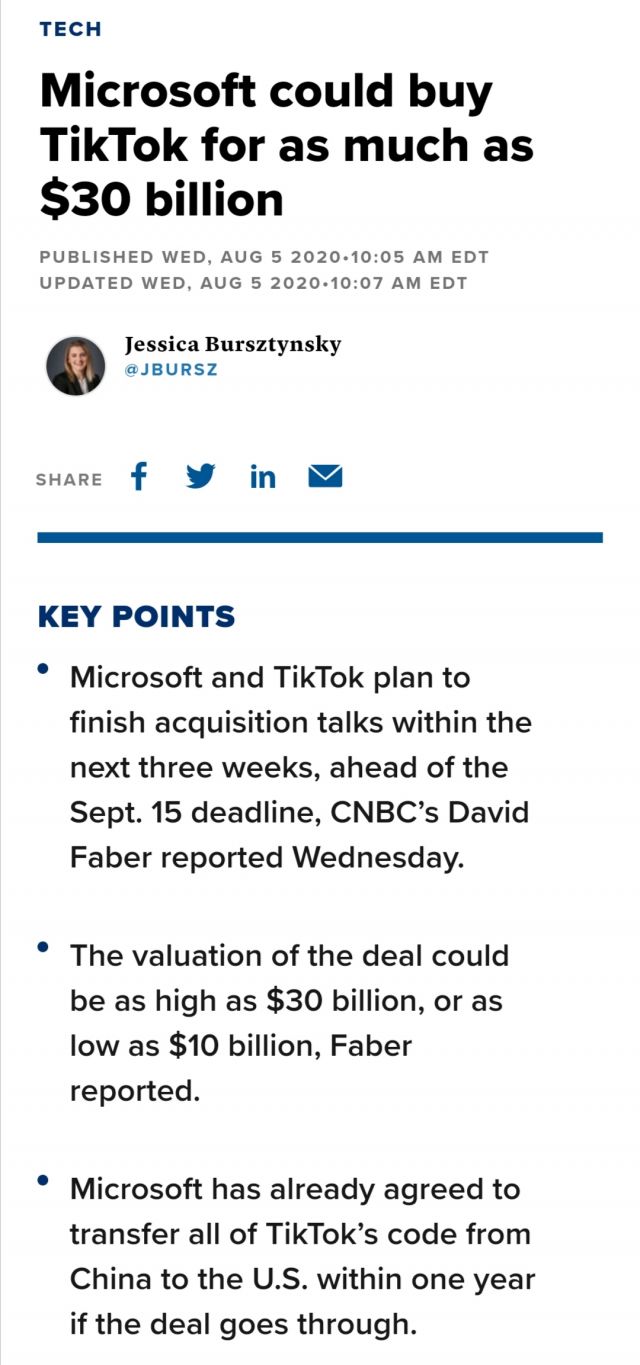 TECH
Microsoft could buy
TikTok for as much as
$30 billion
PUBLISHED WED, AUG 5 2020•10:05 AM EDT
UPDATED WED, AUG 5 2020•10:07 AM EDT
Jessica Bursztynsky
@JBURSZ
SHARE
KEY POINTS
• Microsoft and TikTok plan to
finish acquisition talks within the
next three weeks, ahead of the
Sept. 15 deadline, CNBC’s David
Faber reported Wednesday.
• The valuation of the deal could
be as high as $30 billion, or as
low as $10 billion, Faber
reported.
• Microsoft has already agreed to
transfer all of TikTok’s code from
China to the U.S. within one year
if the deal goes through.